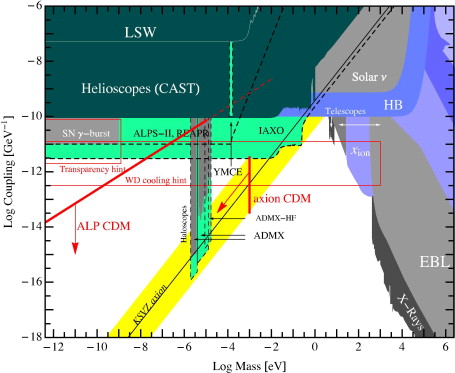 -6
-8
-10
-12
-14
-16
-18
Log Coupling [GeV⁻¹]
LSW
Helioscopes (CAST)
Solar ν
HB
Telescopes
SN γ-burst
ALPS-II, REAPR
IAXO
xion
Transparency hint
YMCE
WD cooling hint
axion CDM
ALP CDM
Haloscopes
ADMX-HF
ADMX
EBL
X-Rays
KSVZ axion
-12 -10 -8 -6 -4 -2 0 2 4 6
Log Mass [eV]